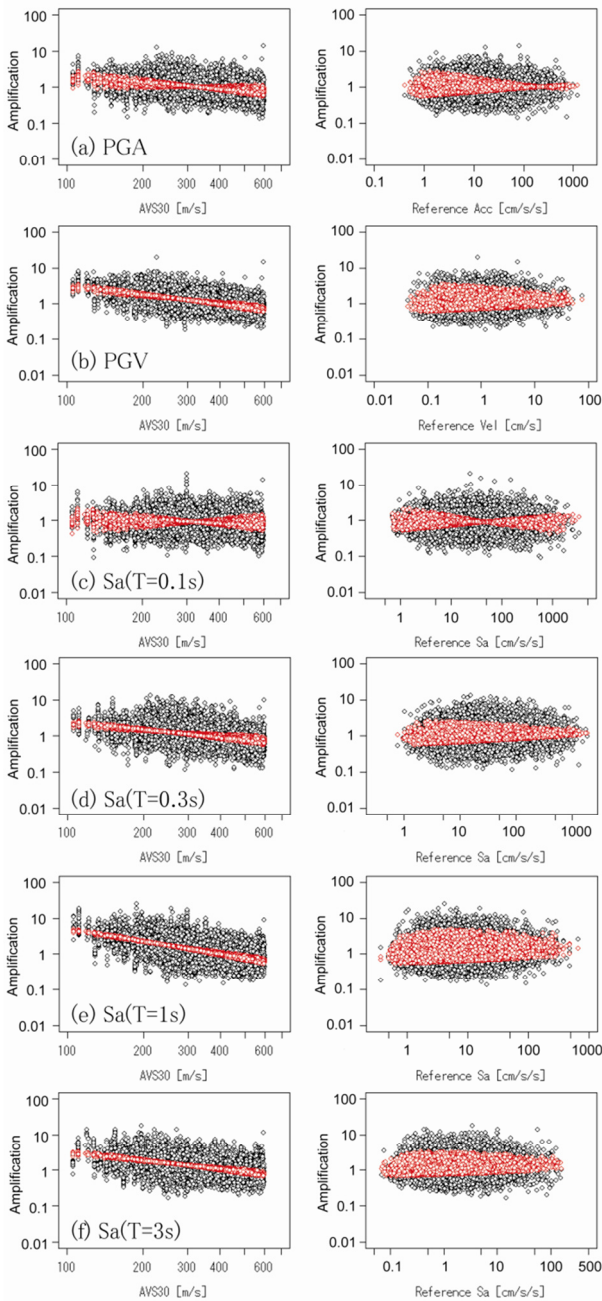 Amplification
100
10
1
0.1
0.01
(a) PGA
100 200 300 400 600
AVS30 [m/s]
Amplification
100
10
1
0.1
0.01
0.1 1 10 100 1000
Reference Acc [cm/s/s]
Amplification
100
10
1
0.1
0.01
(b) PGV
100 200 300 400 600
AVS30 [m/s]
Amplification
100
10
1
0.1
0.01
0.01 0.1 1 10 100
Reference Vel [cm/s]
Amplification
100
10
1
0.1
0.01
(c) Sa(T=0.1s)
100 200 300 400 600
AVS30 [m/s]
Amplification
100
10
1
0.1
0.01
1 10 100 1000
Reference Sa [cm/s/s]
Amplification
100
10
1
0.1
0.01
(d) Sa(T=0.3s)
100 200 300 400 600
AVS30 [m/s]
Amplification
100
10
1
0.1
0.01
1 10 100 1000
Reference Sa [cm/s/s]
Amplification
100
10
1
0.1
0.01
(e) Sa(T=1s)
100 200 300 400 600
AVS30 [m/s]
Amplification
100
10
1
0.1
0.01
1 10 100 1000
Reference Sa [cm/s/s]
Amplification
100
10
1
0.1
0.01
(f) Sa(T=3s)
100 200 300 400 600
AVS30 [m/s]
Amplification
100
10
1
0.1
0.01
0.1 1 10 100 500
Reference Sa [cm/s/s]